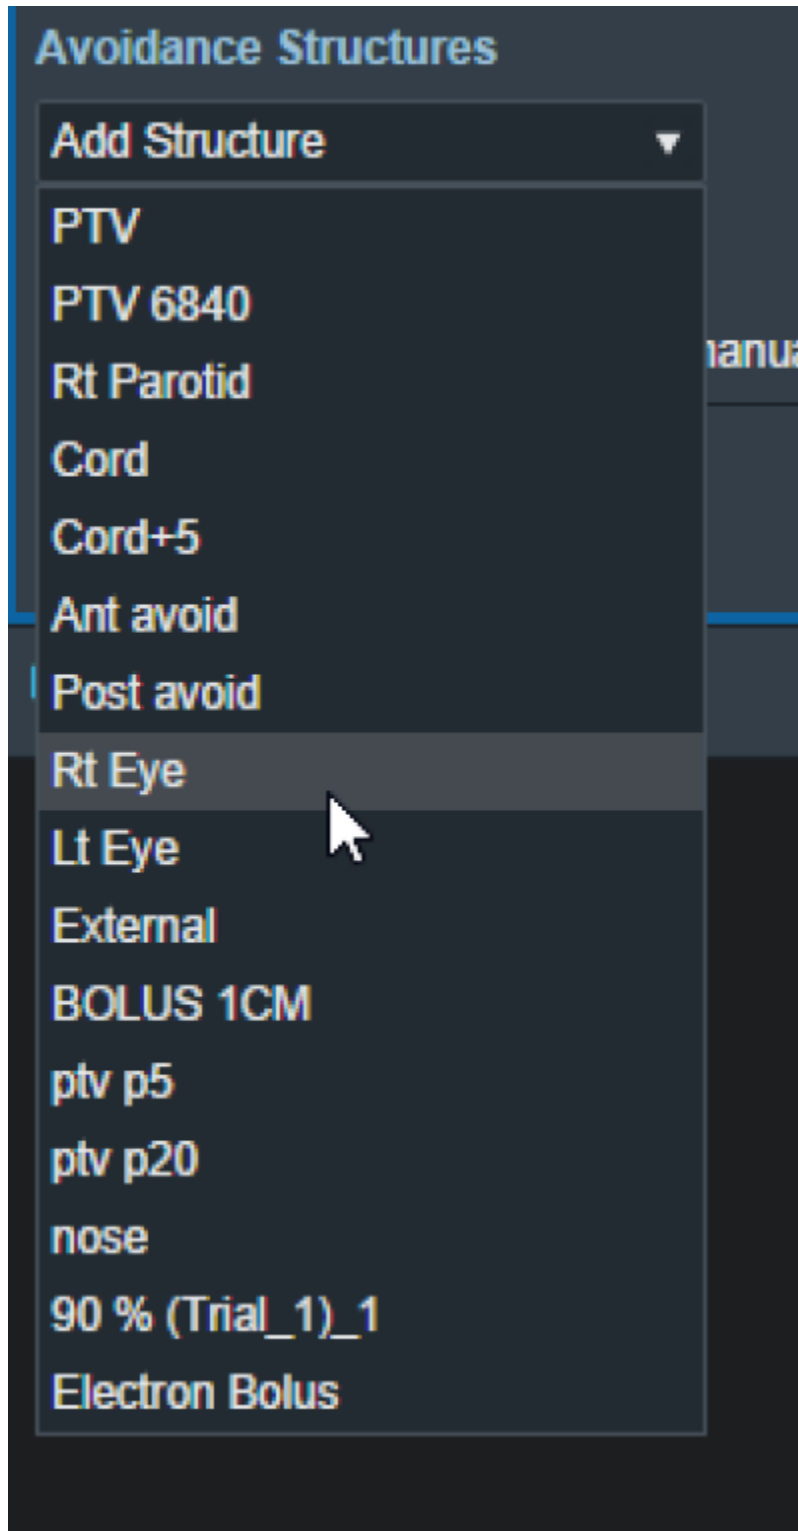 Avoidance Structures
Add Structure
PTV
PTV 6840
Rt Parotid
Cord
Cord+5
Ant avoid
Post avoid
Rt Eye
Lt Eye
External
BOLUS 1CM
ptv p5
ptv p20
nose
90 % (Trial_1)_1
Electron Bolus